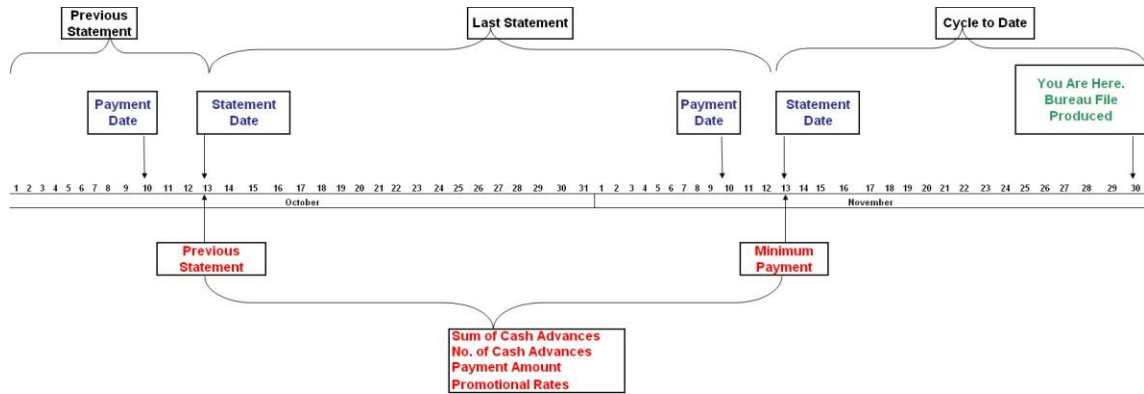 Previous
Statement
Last Statement
Cycle to Date
Payment
Date
Statement
Date
Payment
Date
Statement
Date
You Are Here.
Bureau File
Produced
1 2 3 4 5 6 7 8 9 10 11 12 13 14 15 16 17 18 19 20 21 22 23 24 25 26 27 28 29 30 31 1 2 3 4 5 6 7 8 9 10 11 12 13 14 15 16 17 18 19 20 21 22 23 24 25 26 27 28 29 30
October November
Previous
Statement
Minimum
Payment
Sum of Cash Advances
No. of Cash Advances
Payment Amount
Promotional Rates